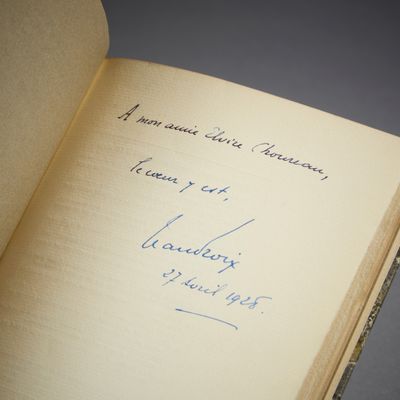 A mon amie Elvire Choureau,
le cœur y est,
27 avril 1928.